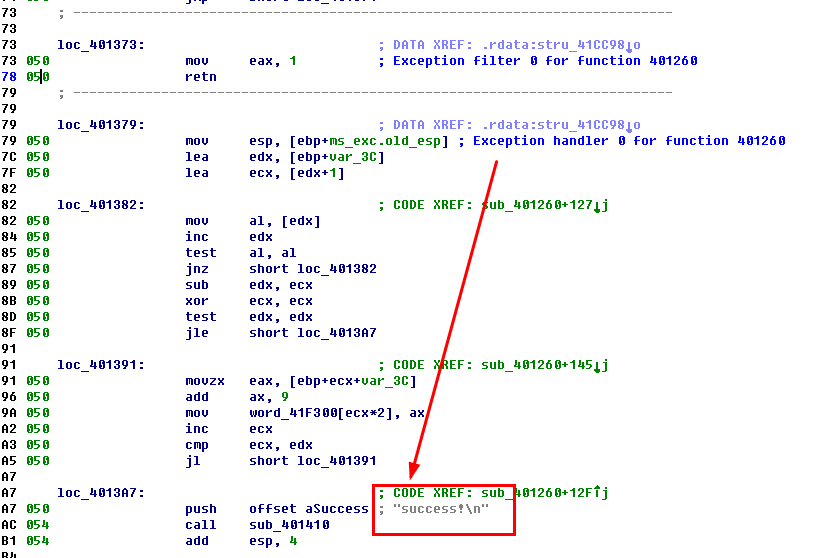 73 ; ---------------------------------------------------------------------------
73
73 loc_401373: ; DATA XREF: .rdata:stru_41CC98↓o
73 050 mov eax, 1 ; Exception filter 0 for function 401260
78 050 retn
79 ; ---------------------------------------------------------------------------
79
79 loc_401379: ; DATA XREF: .rdata:stru_41CC98↓o
79 050 mov esp, [ebp+ms_exc.old_esp] ; Exception handler 0 for function 401260
7C 050 lea edx, [ebp+var_3C]
7F 050 lea ecx, [edx+1]
82
82 loc_401382: ; CODE XREF: sub_401260+127↓j
82 050 mov al, [edx]
84 050 inc edx
85 050 test al, al
87 050 jnz short loc_401382
89 050 sub edx, ecx
8B 050 xor ecx, ecx
8D 050 test edx, edx
8F 050 jle short loc_4013A7
91
91 loc_401391: ; CODE XREF: sub_401260+145↓j
91 050 movzx eax, [ebp+ecx+var_3C]
96 050 add ax, 9
9A 050 mov word_41F300[ecx*2], ax
A2 050 inc ecx
A3 050 cmp ecx, edx
A5 050 jl short loc_401391
A7
A7 loc_4013A7: ; CODE XREF: sub_401260+12F↑j
A7 050 push offset aSuccess ; "success!\n"
AC 054 call sub_401410
B1 054 add esp, 4